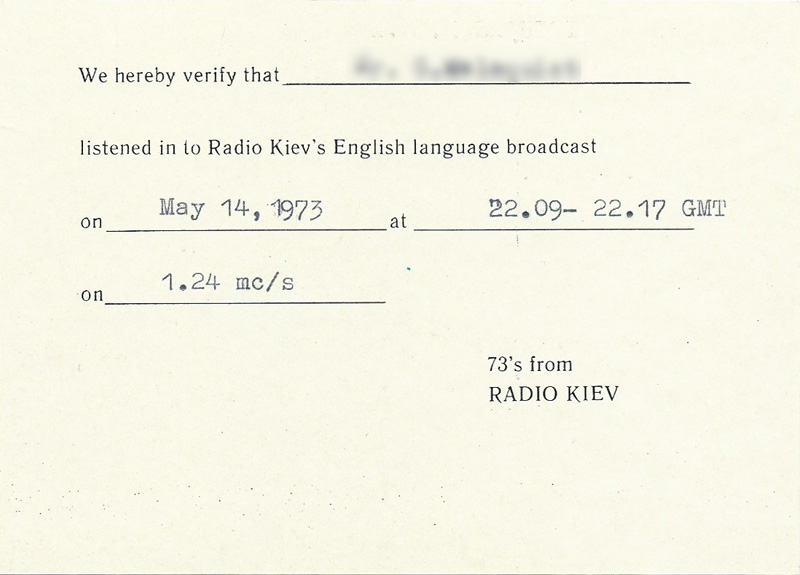 We hereby verify that
listened in to Radio Kiev's English language broadcast
on May 14, 1973 at 22.09- 22.17 GMT
on 1.24 mc/s
73's from
RADIO KIEV